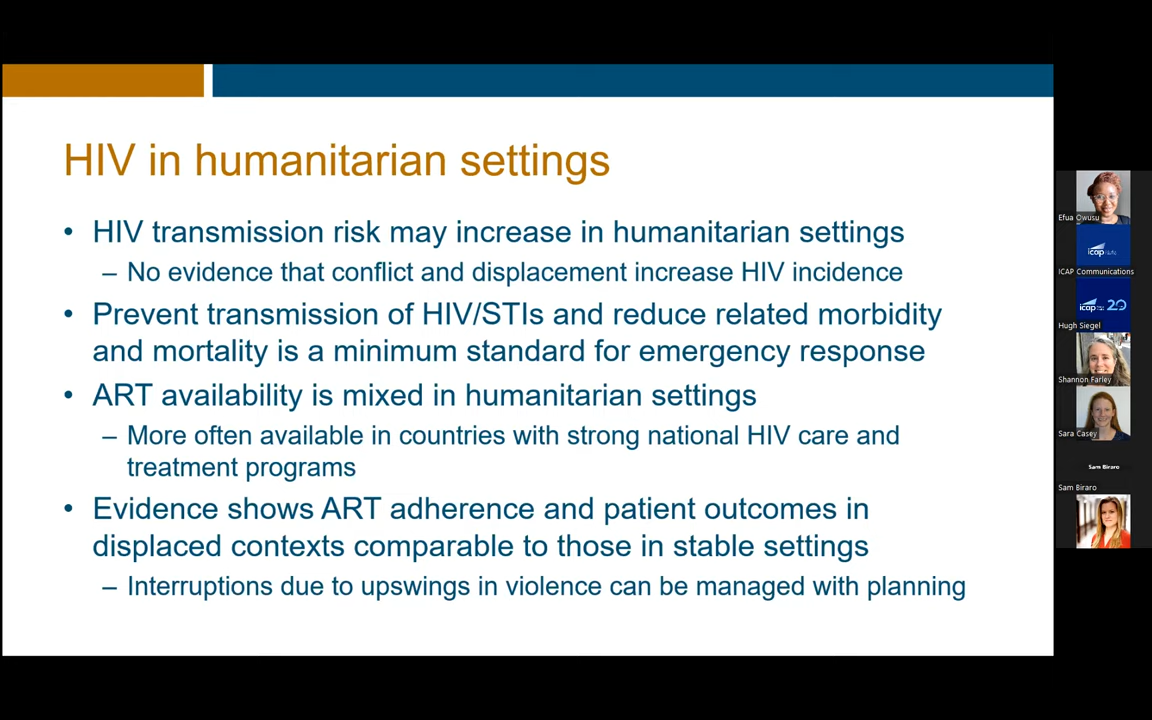 HIV in humanitarian settings
• HIV transmission risk may increase in humanitarian settings
– No evidence that conflict and displacement increase HIV incidence
• Prevent transmission of HIV/STIs and reduce related morbidity
and mortality is a minimum standard for emergency response
• ART availability is mixed in humanitarian settings
– More often available in countries with strong national HIV care and
treatment programs
• Evidence shows ART adherence and patient outcomes in
displaced contexts comparable to those in stable settings
– Interruptions due to upswings in violence can be managed with planning
Efua Owusu
icap
ICAP Communications
icap 20
Hugh Siegel
Shannon Farley
Sara Casey
Sam Biraro
Sam Biraro